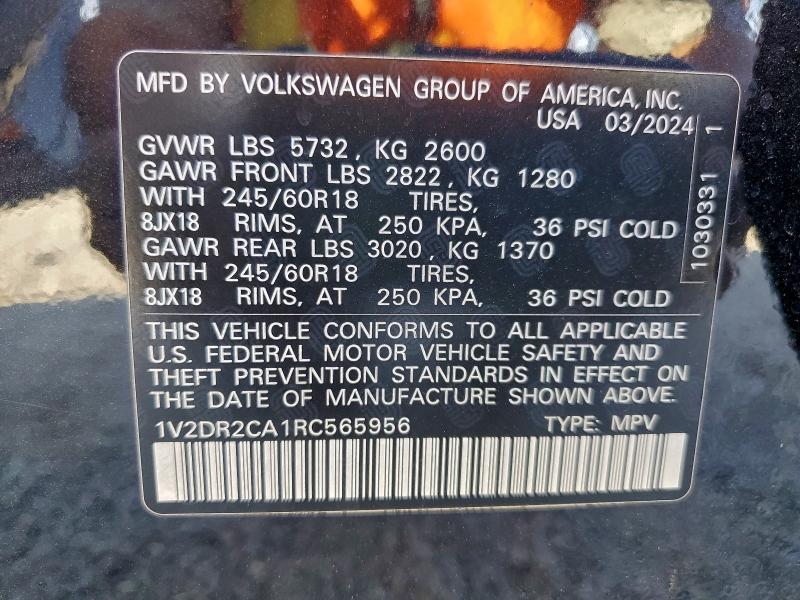 MFD BY VOLKSWAGEN GROUP OF AMERICA, INC.
USA 03/2024
GVWR LBS 5732, KG 2600
GAWR FRONT LBS 2822, KG 1280
WITH 245/60R18 TIRES,
8JX18 RIMS, AT 250 KPA, 36 PSI COLD
GAWR REAR LBS 3020, KG 1370
WITH 245/60R18 TIRES,
8JX18 RIMS, AT 250 KPA, 36 PSI COLD
1030331 1
THIS VEHICLE CONFORMS TO ALL APPLICABLE
U.S. FEDERAL MOTOR VEHICLE SAFETY AND
THEFT PREVENTION STANDARDS IN EFFECT ON
THE DATE OF MANUFACTURE SHOWN ABOVE.
1V2DR2CA1RC565956 TYPE: MPV